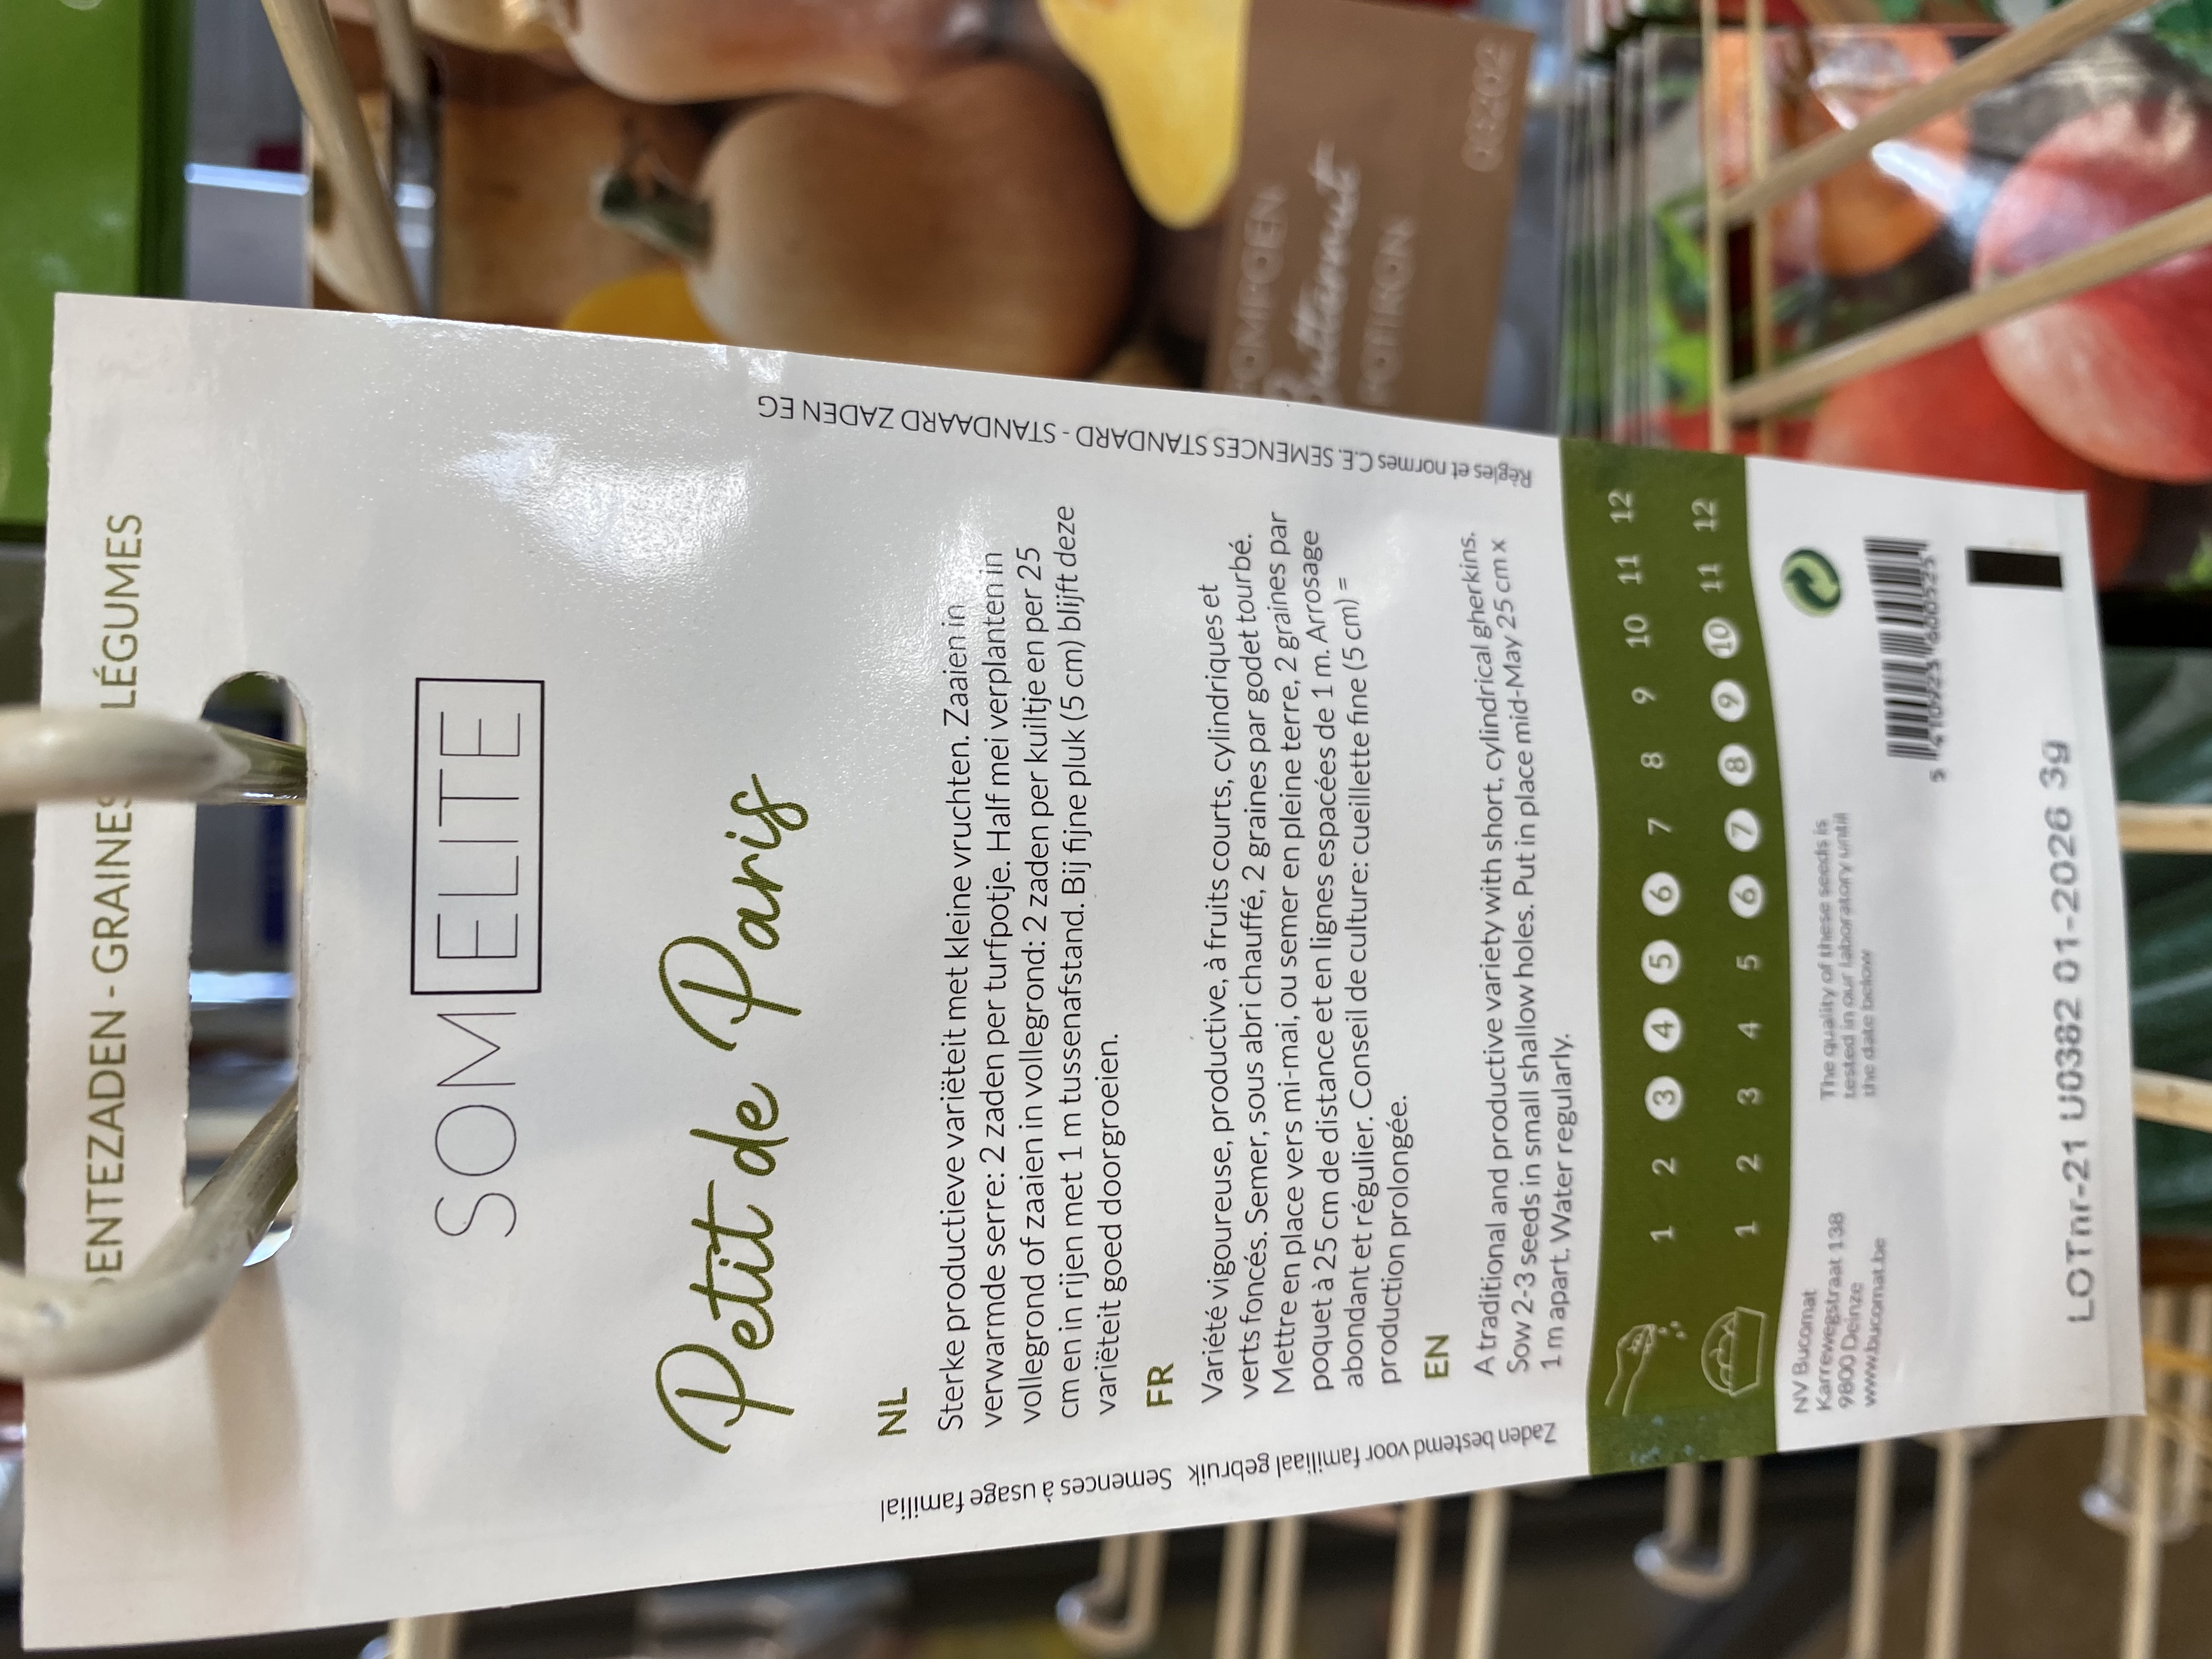 ENTEZADEN - GRAINES LÉGUMES
SOMELITE
Petit de Paris
NL
Sterke productieve variëteit met kleine vruchten. Zaaien in
verwarmde serre: 2 zaden per turfpotje. Half mei verplanten in
vollegrond of zaaien in vollegrond: 2 zaden per kuiltje en per 25
cm en in rijen met 1 m tussenafstand. Bij fijne pluk (5 cm) blijft deze
variëteit goed doorgroeien.
FR
Variété vigoureuse, productive, à fruits courts, cylindriques et
verts foncés. Semer, sous abri chauffé, 2 graines par godet tourbé.
Mettre en place vers mi-mai, ou semer en pleine terre, 2 graines par
poquet à 25 cm de distance et en lignes espacées de 1 m. Arrosage
abondant et régulier. Conseil de culture: cueillette fine (5 cm) =
production prolongée.
EN
A traditional and productive variety with short, cylindrical gherkins.
Sow 2-3 seeds in small shallow holes. Put in place mid-May 25 cm x
1 m apart. Water regularly.
Semences à usage familial Zaden bestemd voor familiaal gebruik
Règles et normes C.E. SEMENCES STANDARD - STANDAARD ZADEN EG
1 2 3 4 5 6 7 8 9 10 11 12
1 2 3 4 5 6 7 8 9 10 11 12
NV Bucomat
Karrewegstraat 138
9800 Deinze
www.bucomat.be
The quality of these seeds is
tested in our laboratory until
the date below
LOTnr-21 U0382 01-2026 3g
POMPOEN
Butternut
POTIRON
03202